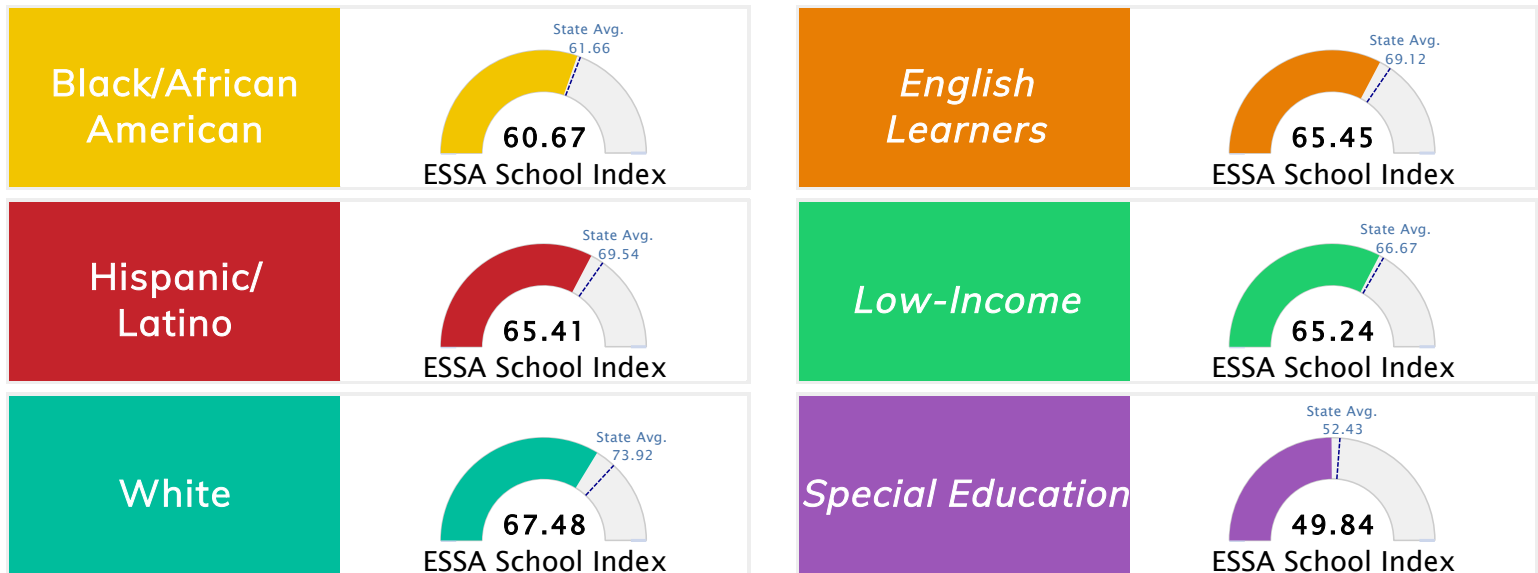 Black/African
American
State Avg.
61.66
60.67
ESSA School Index
English
Learners
State Avg.
69.12
65.45
ESSA School Index
Hispanic/
Latino
State Avg.
69.54
65.41
ESSA School Index
Low-Income
State Avg.
66.67
65.24
ESSA School Index
White
State Avg.
73.92
67.48
ESSA School Index
Special Education
State Avg.
52.43
49.84
ESSA School Index